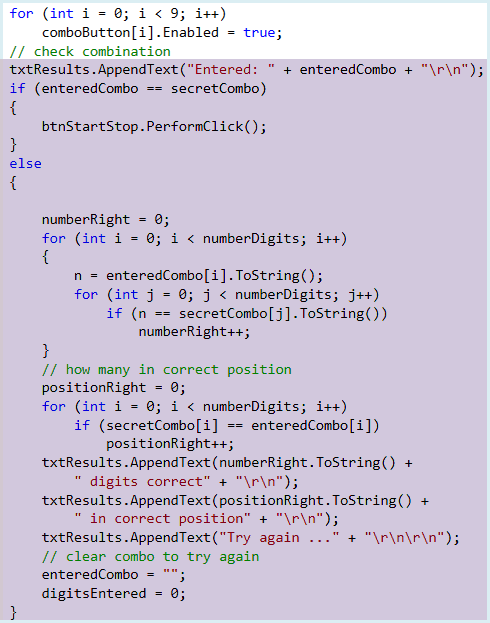 for (int i = 0; i < 9; i++)
    comboButton[i].Enabled = true;
// check combination
txtResults.AppendText("Entered: " + enteredCombo + "\r\n");
if (enteredCombo == secretCombo)
{
    btnStartStop.PerformClick();
}
else
{
    numberRight = 0;
    for (int i = 0; i < numberDigits; i++)
    {
        n = enteredCombo[i].ToString();
        for (int j = 0; j < numberDigits; j++)
            if (n == secretCombo[j].ToString())
                numberRight++;
    }
    // how many in correct position
    positionRight = 0;
    for (int i = 0; i < numberDigits; i++)
        if (secretCombo[i] == enteredCombo[i])
            positionRight++;
    txtResults.AppendText(numberRight.ToString() +
        " digits correct" + "\r\n");
    txtResults.AppendText(positionRight.ToString() +
        " in correct position" + "\r\n");
    txtResults.AppendText("Try again ..." + "\r\n\r\n");
    // clear combo to try again
    enteredCombo = "";
    digitsEntered = 0;
}